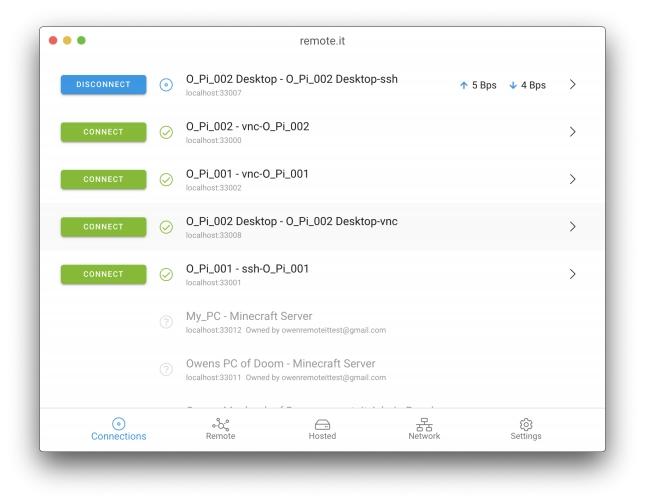 remote.it
DISCONNECT
O_Pi_002 Desktop - O_Pi_002 Desktop-ssh
localhost:33007
5 Bps
4 Bps
CONNECT
O_Pi_002 - vnc-O_Pi_002
localhost:33000
CONNECT
O_Pi_001 - vnc-O_Pi_001
localhost:33002
CONNECT
O_Pi_002 Desktop - O_Pi_002 Desktop-vnc
localhost:33008
CONNECT
O_Pi_001 - ssh-O_Pi_001
localhost:33001
My_PC - Minecraft Server
localhost:33012 Owned by owenremoteittest@gmail.com
Owens PC of Doom - Minecraft Server
localhost:33011 Owned by owenremoteittest@gmail.com
Connections
Remote
Hosted
Network
Settings